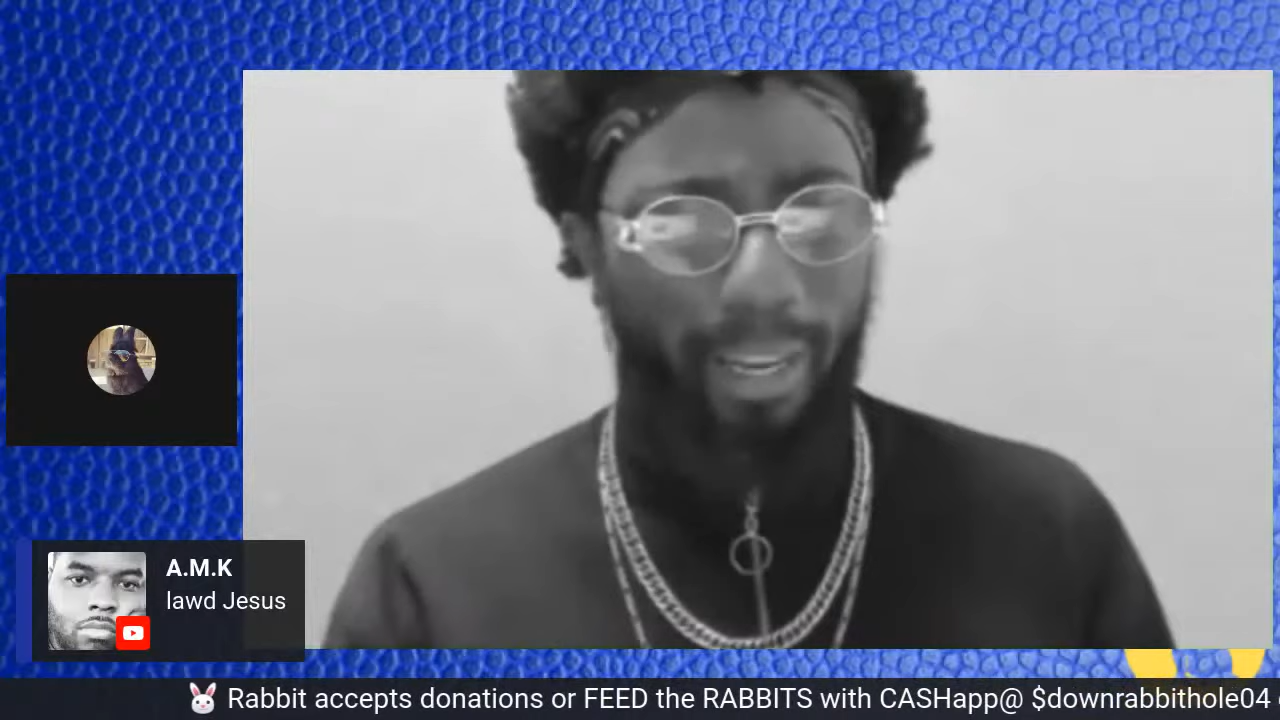 A.M.K
lawd Jesus
Rabbit accepts donations or FEED the RABBITS with CASHapp@ $downrabbithole04